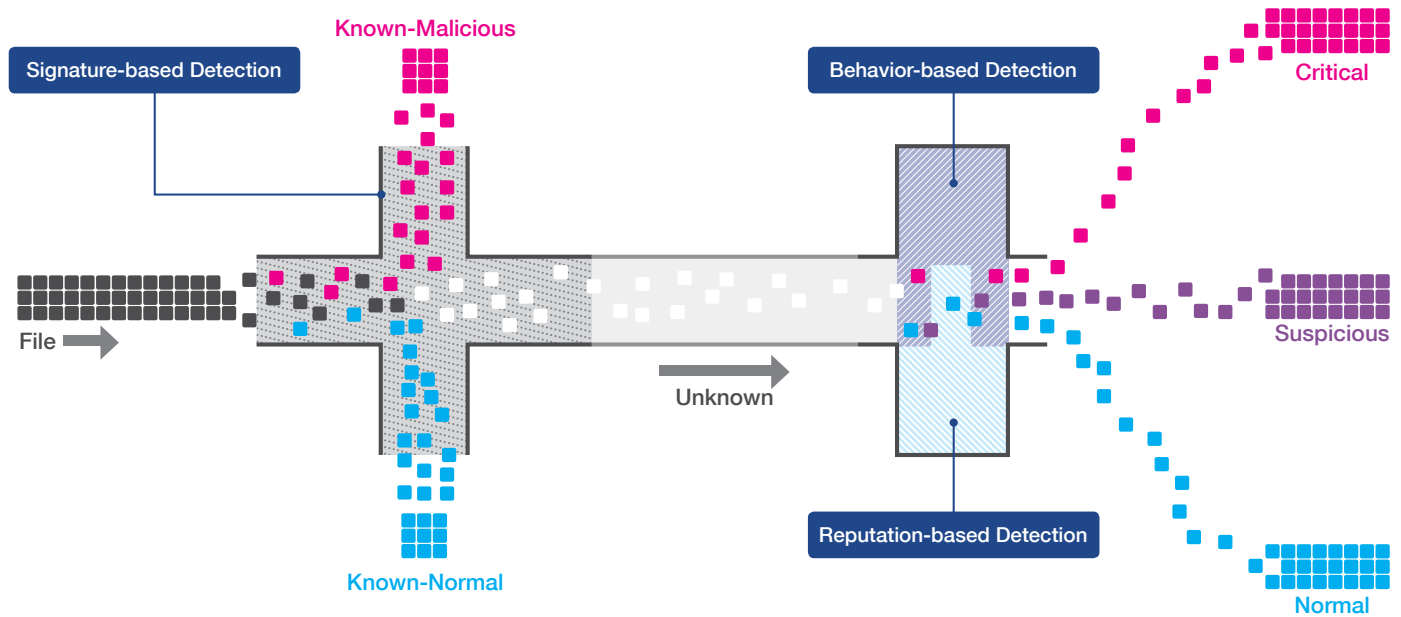 Known-Malicious
Signature-based Detection
Behavior-based Detection
Critical
File
Unknown
Suspicious
Reputation-based Detection
Known-Normal
Normal